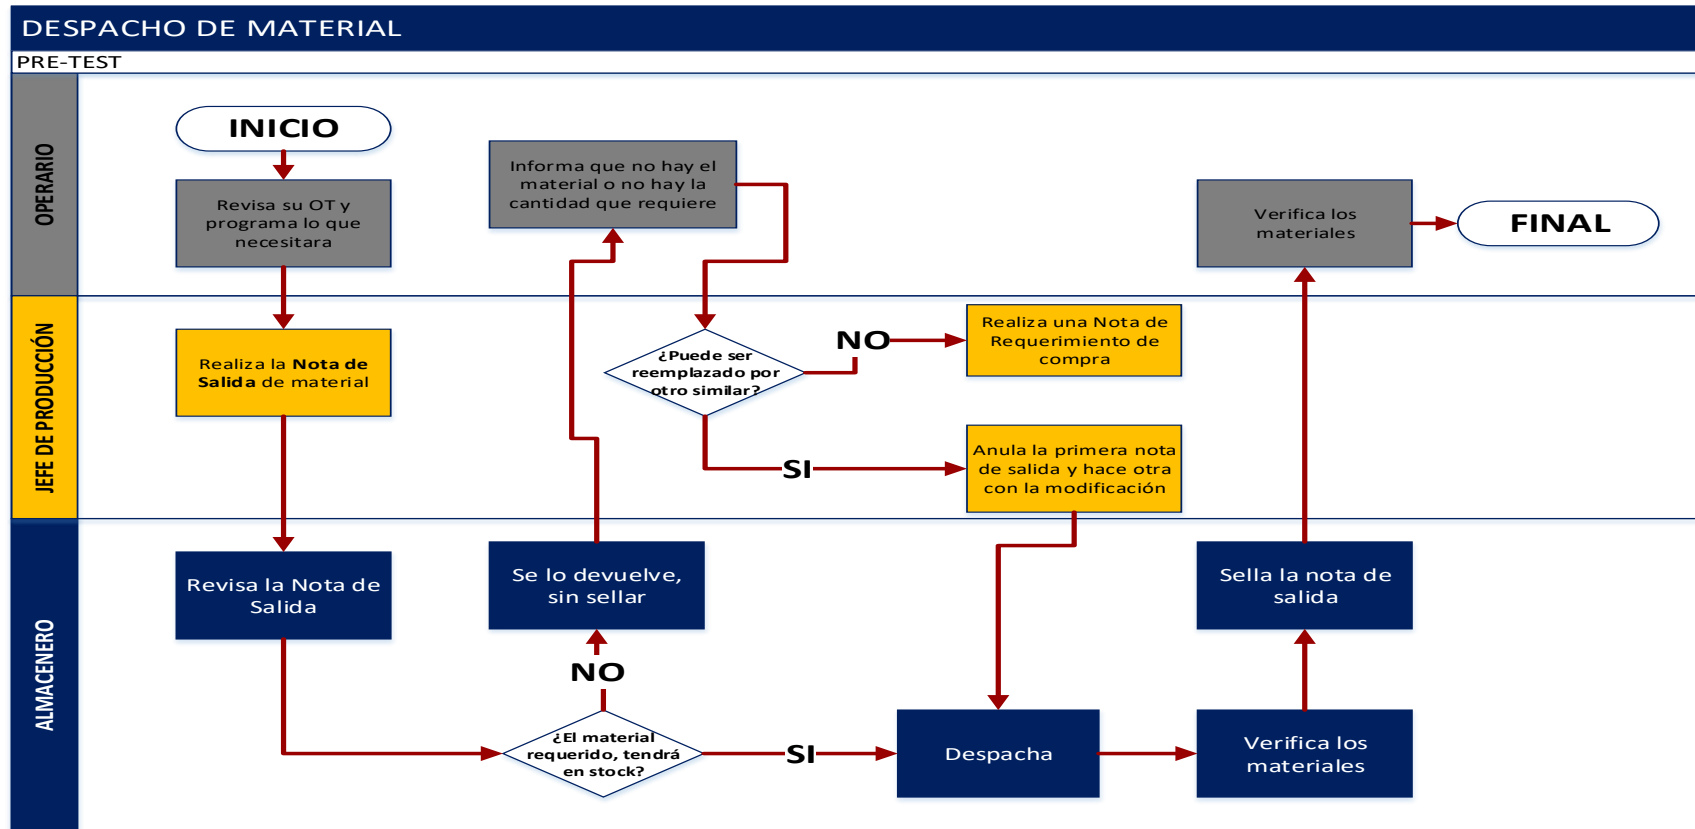 DESPACHO DE MATERIAL
PRE-TEST
OPERARIO
INICIO
Revisa su OT y
programa lo que
necesitara
Informa que no hay el
material o no hay la
cantidad que requiere
Verifica los
materiales
FINAL
JEFE DE PRODUCCIÓN
Realiza la Nota de
Salida de material
¿Puede ser
reemplazado por
otro similar?
NO
Realiza una Nota de
Requerimiento de
compra
SI
Anula la primera nota
de salida y hace otra
con la modificación
ALMACENERO
Revisa la Nota de
Salida
Se lo devuelve,
sin sellar
NO
¿El material
requerido, tendrá
en stock?
SI
Despacha
Verifica los
materiales
Sella la nota de
salida